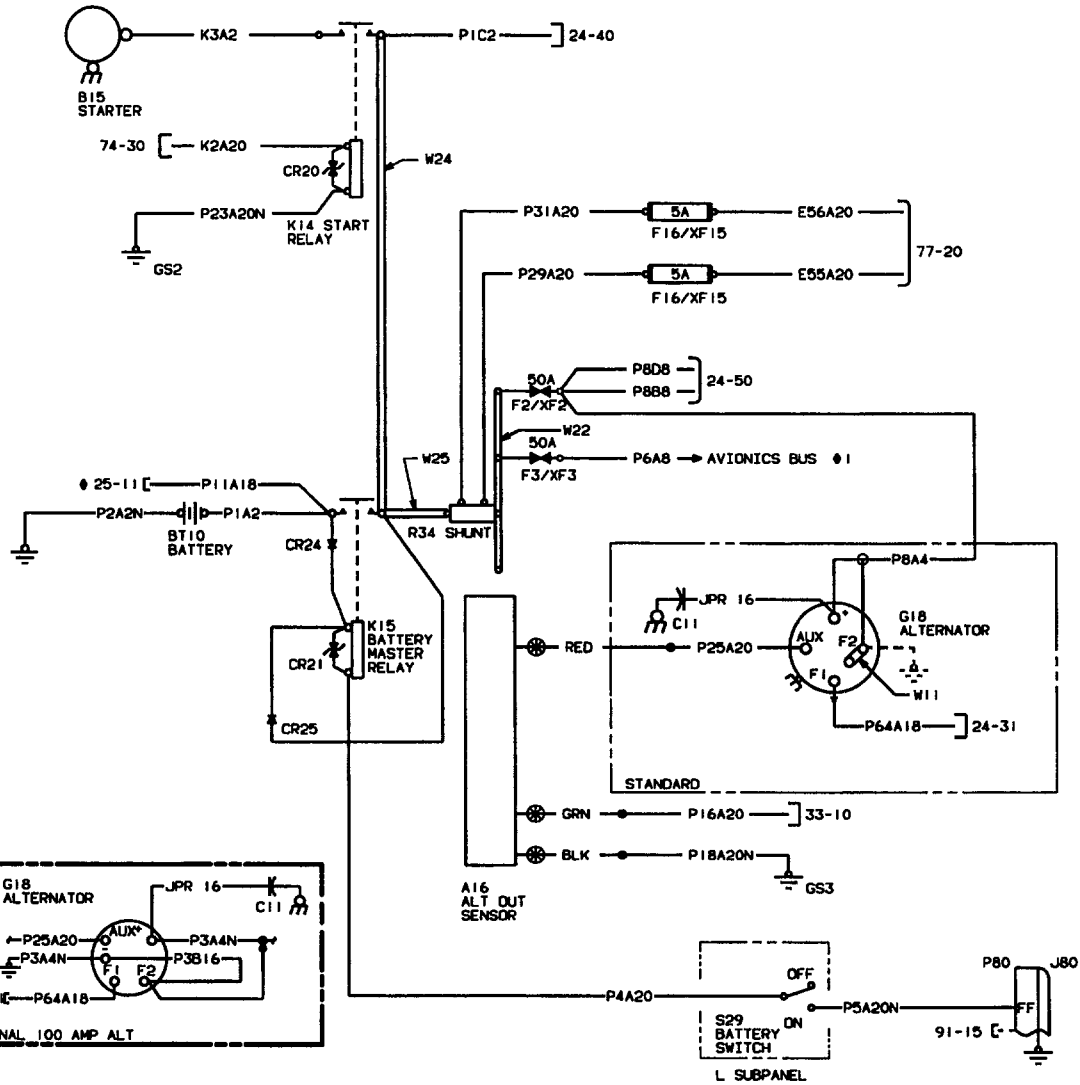 K3A2
P1C2
24-40
B15
STARTER
74-30
K2A20
CR20
W24
P23A20N
K14 START
RELAY
GS2
P31A20
5A
E56A20
F16/XF15
77-20
P29A20
5A
E55A20
F16/XF15
50A
P8D8
24-50
P8B8
F2/XF2
W22
50A
P6A8
AVIONICS BUS ♦1
F3/XF3
W25
♦ 25-11
P11A18
P2A2N
P1A2
BT10
BATTERY
R34 SHUNT
CR24
P8A4
JPR 16
C11
G18
ALTERNATOR
K15
BATTERY
MASTER
RELAY
CR21
RED
P25A20
AUX
+
F2
F1
W11
CR25
P64A18
24-31
STANDARD
GRN
P16A20
33-10
BLK
P18A20N
GS3
A16
ALT OUT
SENSOR
G18
ALTERNATOR
JPR 16
C11
P25A20
AUX+
P3A4N
P3A4N
-
P3B16
F1
F2
P64A18
NAL 100 AMP ALT
P4A20
OFF
ON
S29
BATTERY
SWITCH
P5A20N
P80
J80
FF
91-15
L SUBPANEL